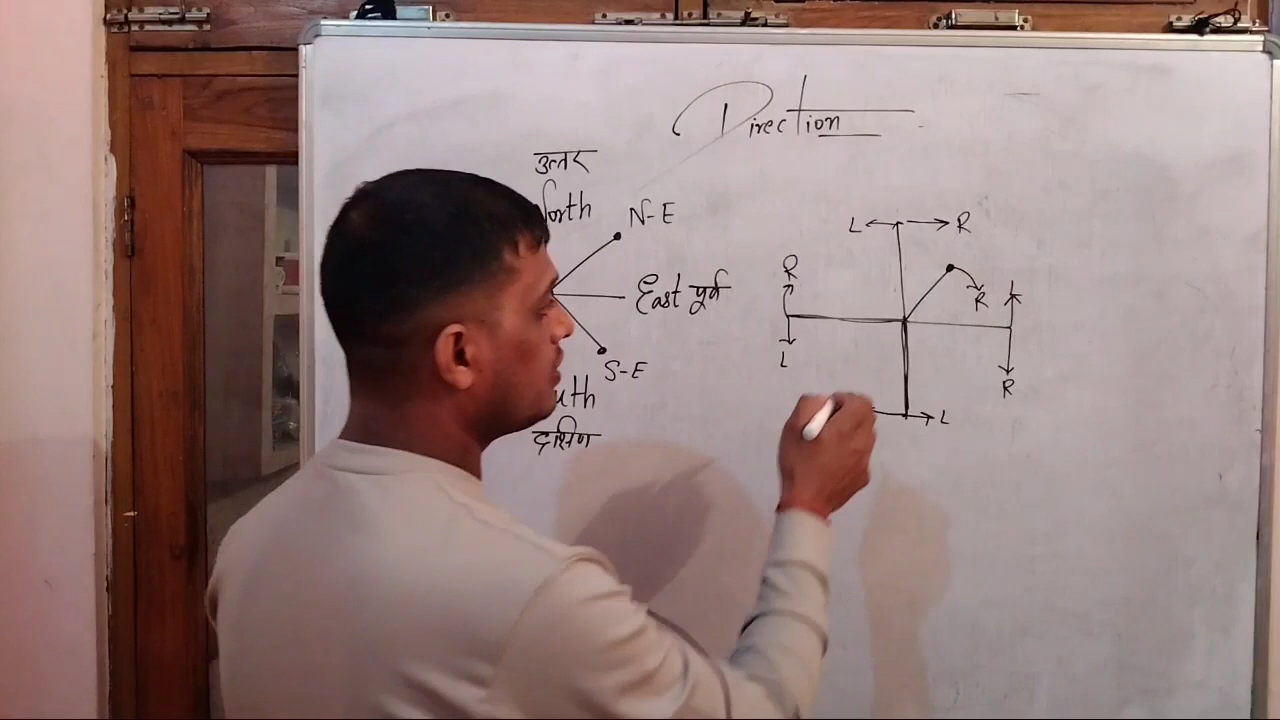 Direction
उत्तर
North
N-E
East पूर्व
S-E
दक्षिण
L R
R
R
L
L
R
L